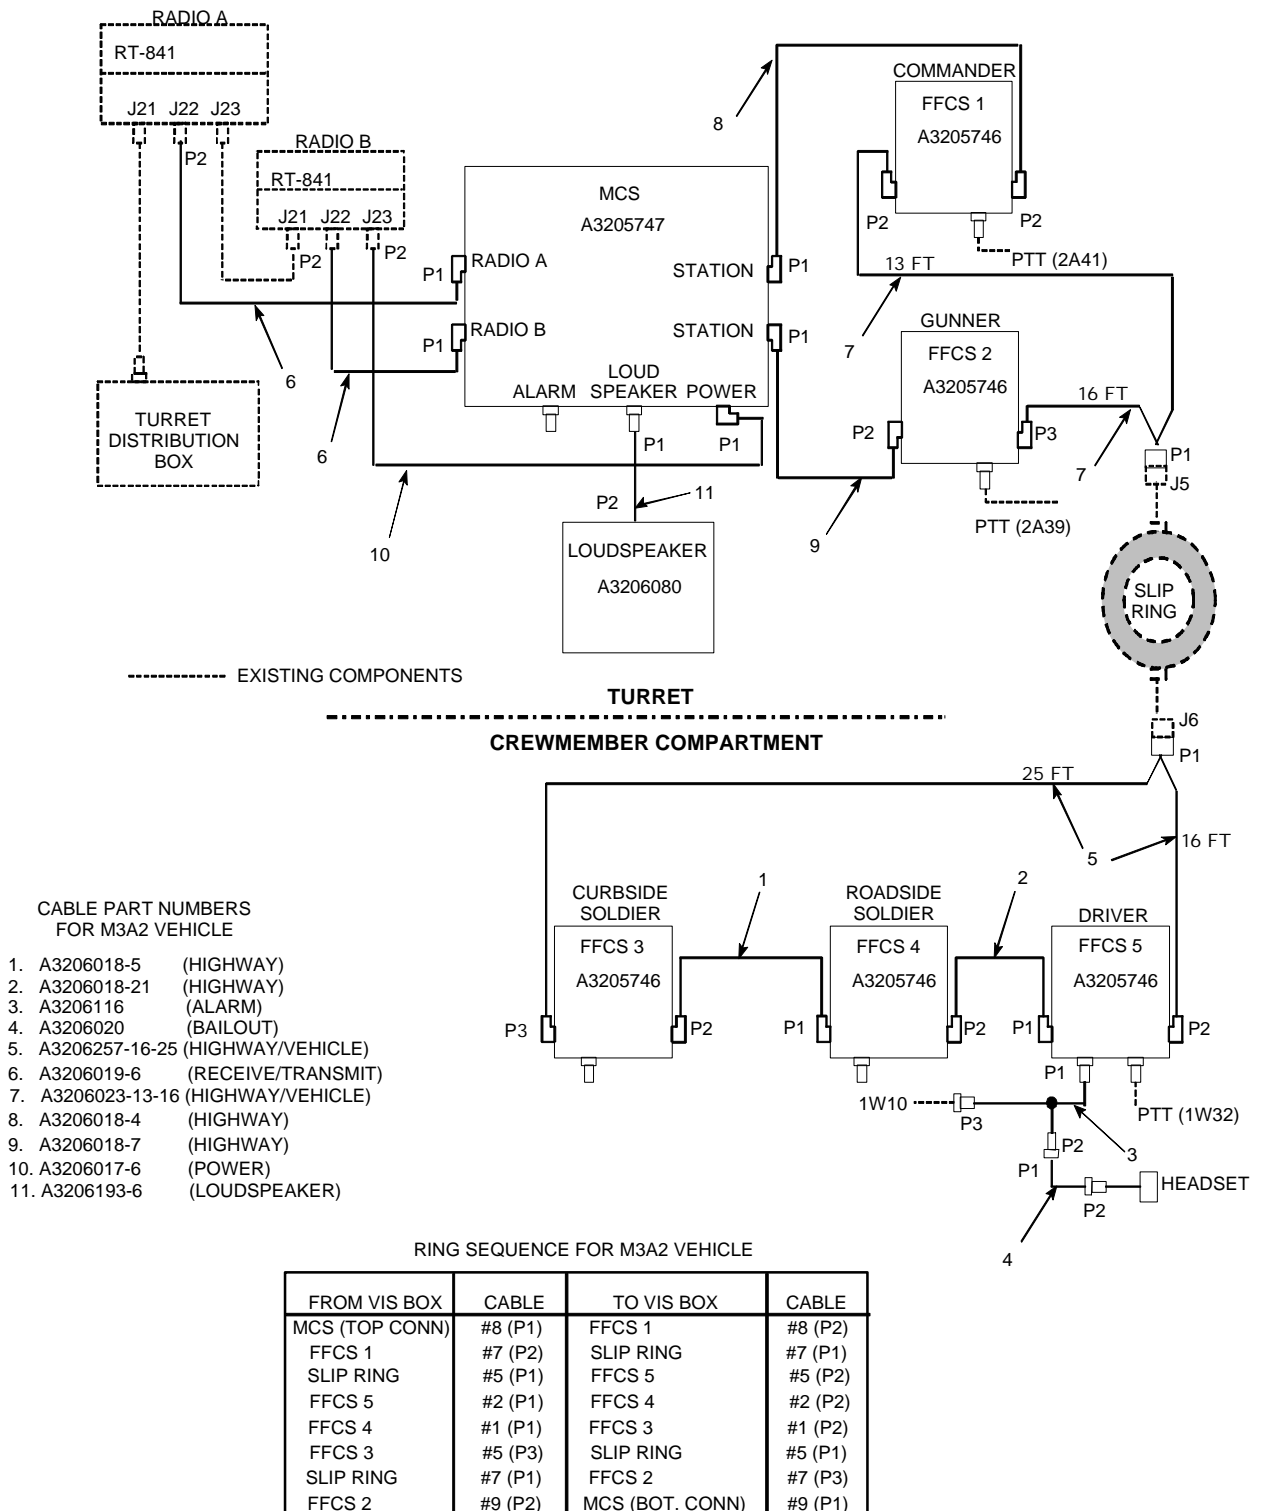 RADIO A
RT-841
J21 J22 J23
P2
RADIO B
RT-841
J21 J22 J23
P2
P2
TURRET
DISTRIBUTION
BOX
6
6
10
MCS
A3205747
P1
RADIO A
P1
RADIO B
STATION
P1
STATION
P1
ALARM
LOUD
SPEAKER
POWER
P1
P1
P2
11
LOUDSPEAKER
A3206080
8
COMMANDER
FFCS 1
A3205746
P2
P2
PTT (2A41)
13 FT
7
GUNNER
FFCS 2
A3205746
P2
P3
16 FT
7
PTT (2A39)
9
P1
J5
SLIP
RING
J6
P1
EXISTING COMPONENTS
TURRET
CREWMEMBER COMPARTMENT
25 FT
16 FT
5
1
2
CURBSIDE
SOLDIER
FFCS 3
A3205746
P3
P2
ROADSIDE
SOLDIER
FFCS 4
A3205746
P1
P2
DRIVER
FFCS 5
A3205746
P1
P2
P1
1W10
P3
PTT (1W32)
P2
3
P1
HEADSET
P2
4
CABLE PART NUMBERS
FOR M3A2 VEHICLE
1. A3206018-5 (HIGHWAY)
2. A3206018-21 (HIGHWAY)
3. A3206116 (ALARM)
4. A3206020 (BAILOUT)
5. A3206257-16-25 (HIGHWAY/VEHICLE)
6. A3206019-6 (RECEIVE/TRANSMIT)
7. A3206023-13-16 (HIGHWAY/VEHICLE)
8. A3206018-4 (HIGHWAY)
9. A3206018-7 (HIGHWAY)
10. A3206017-6 (POWER)
11. A3206193-6 (LOUDSPEAKER)
RING SEQUENCE FOR M3A2 VEHICLE
FROM VIS BOX CABLE TO VIS BOX CABLE
MCS (TOP CONN) #8 (P1) FFCS 1 #8 (P2)
FFCS 1 #7 (P2) SLIP RING #7 (P1)
SLIP RING #5 (P1) FFCS 5 #5 (P2)
FFCS 5 #2 (P1) FFCS 4 #2 (P2)
FFCS 4 #1 (P1) FFCS 3 #1 (P2)
FFCS 3 #5 (P3) SLIP RING #5 (P1)
SLIP RING #7 (P1) FFCS 2 #7 (P3)
FFCS 2 #9 (P2) MCS (BOT. CONN) #9 (P1)